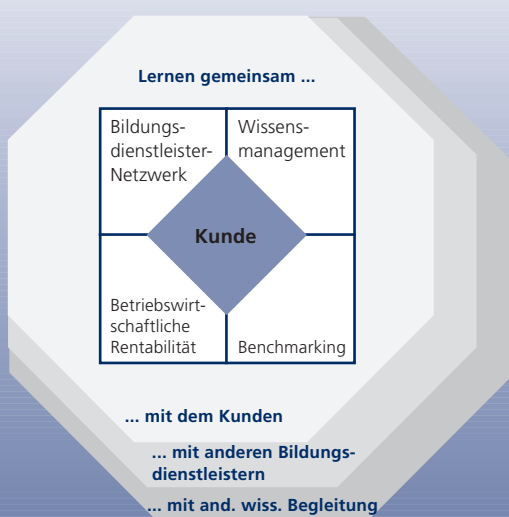 Lernen gemeinsam ...
Bildungs-
dienstleister-
Netzwerk
Wissens-
management
Kunde
Betriebswirt-
schaftliche
Rentabilität
Benchmarking
... mit dem Kunden
... mit anderen Bildungs-
dienstleistern
... mit and. wiss. Begleitung